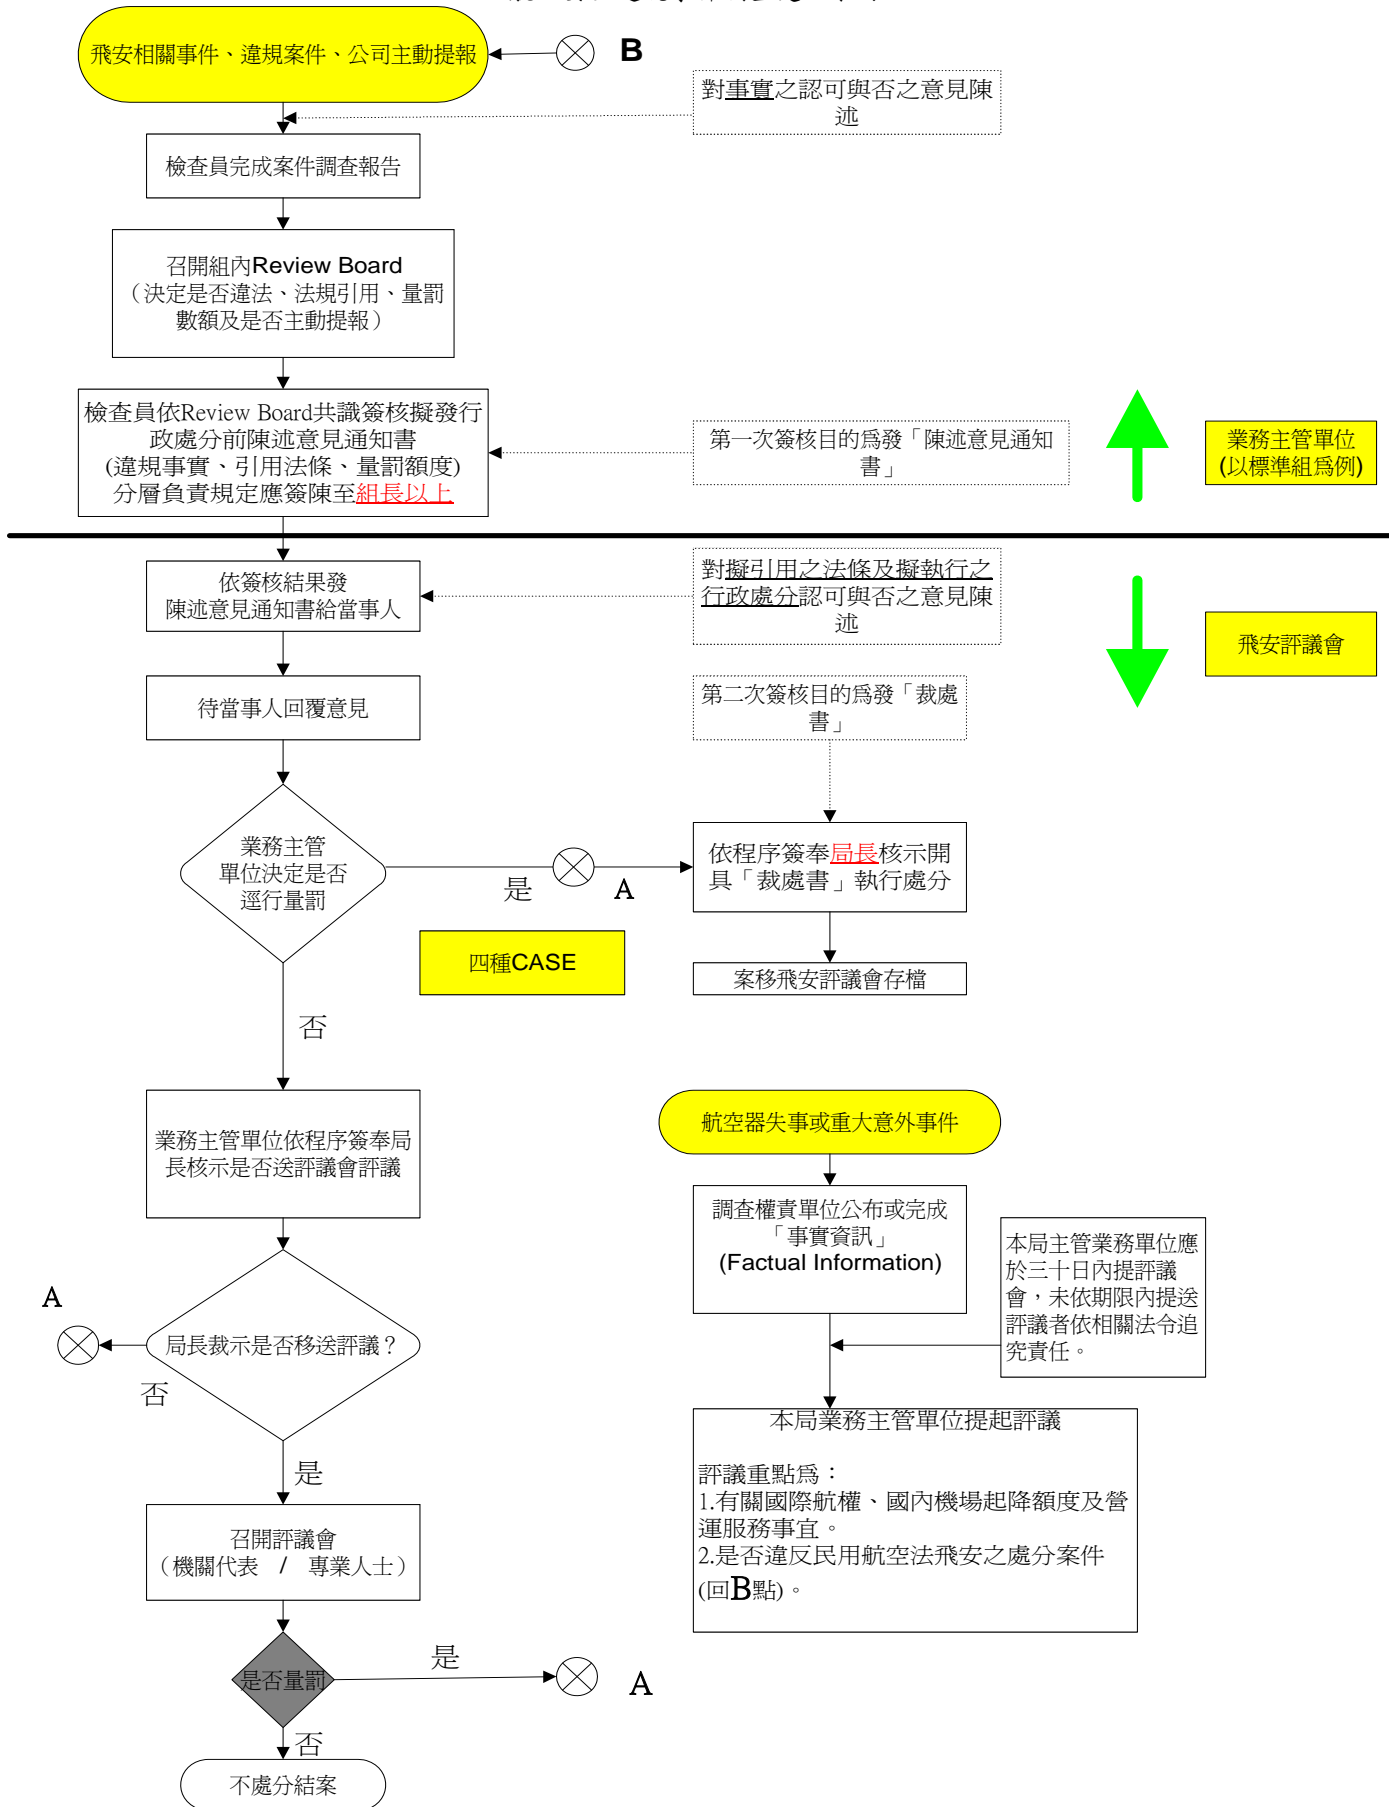 飛安相關事件、違規案件、公司主動提報
B
對事實之認可與否之意見陳
述
檢查員完成案件調查報告
召開組內Review Board
（決定是否違法、法規引用、量罰
數額及是否主動提報）
檢查員依Review Board共識簽核擬發行
政處分前陳述意見通知書
(違規事實、引用法條、量罰額度)
分層負責規定應簽陳至組長以上
第一次簽核目的為發「陳述意見通知
書」
業務主管單位
(以標準組為例)
依簽核結果發
陳述意見通知書給當事人
對擬引用之法條及擬執行之
行政處分認可與否之意見陳
述
飛安評議會
待當事人回覆意見
第二次簽核目的為發「裁處
書」
業務主管
單位決定是否
逕行量罰
是
A
依程序簽奉局長核示開
具「裁處書」執行處分
四種CASE
案移飛安評議會存檔
否
業務主管單位依程序簽奉局
長核示是否送評議會評議
航空器失事或重大意外事件
調查權責單位公布或完成
「事實資訊」
(Factual Information)
本局主管業務單位應
於三十日內提評議
會，未依期限內提送
評議者依相關法令追
究責任。
A
局長裁示是否移送評議？
否
是
本局業務主管單位提起評議
評議重點為：
1.有關國際航權、國內機場起降額度及營
運服務事宜。
2.是否違反民用航空法飛安之處分案件
(回B點)。
召開評議會
（機關代表　/　專業人士）
是否量罰
是
A
否
不處分結案